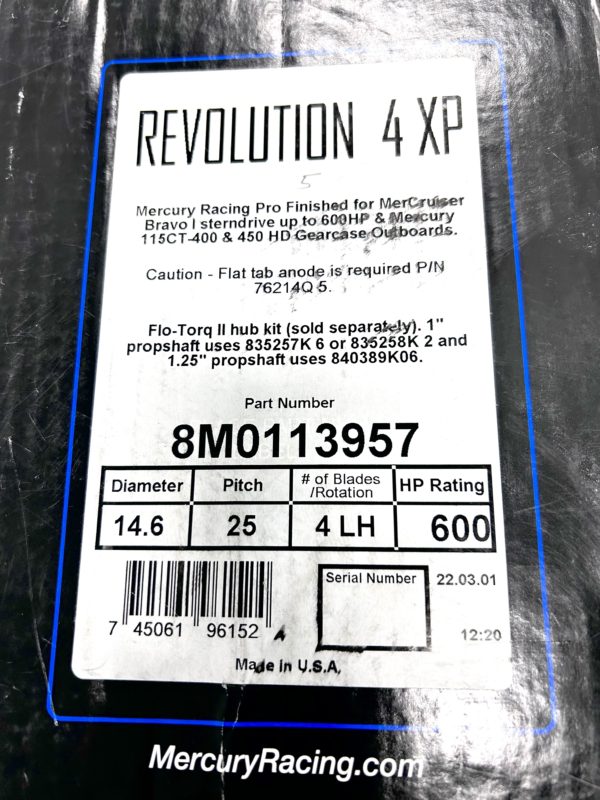 REVOLUTION 4 XP
5
Mercury Racing Pro Finished for MerCruiser
Bravo I sterndrive up to 600HP & Mercury
115CT-400 & 450 HD Gearcase Outboards.
Caution - Flat tab anode is required P/N
76214Q 5.
Flo-Torq II hub kit (sold separately). 1"
propshaft uses 835257K 6 or 835258K 2 and
1.25" propshaft uses 840389K06.
Part Number
8M0113957
Diameter Pitch # of Blades /Rotation HP Rating
14.6 25 4 LH 600
Serial Number 22.03.01
7 45061 96152 4
12:20
Made in U.S.A.
MercuryRacing.com